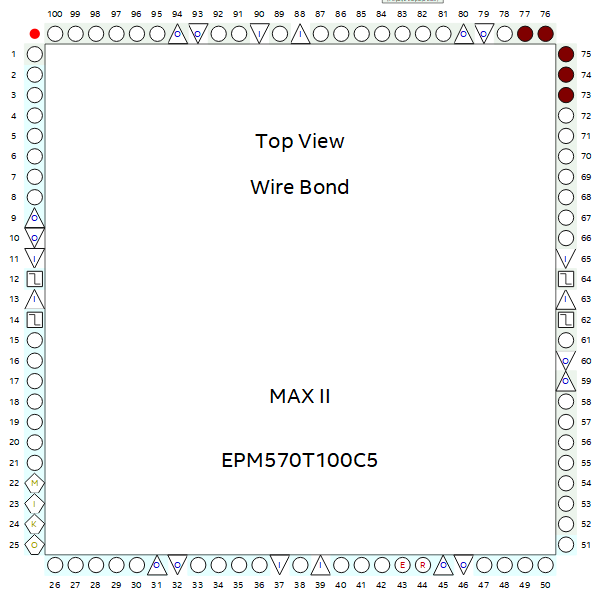 100 99 98 97 96 95 94 93 92 91 90 89 88 87 86 85 84 83 82 81 80 79 78 77 76
O O I I O O
1 75
2 74
3 73
4 72
5 71
Top View
6 70
7 69
Wire Bond
8 68
9 O 67
10 O 66
11 I I 65
12 64
13 I I 63
14 62
15 61
16 O 60
17 O 59
MAX II
18 58
19 57
20 56
21 55
EPM570T100C5
22 M 54
23 I 53
24 K 52
25 O 51
O O I I E R O O
26 27 28 29 30 31 32 33 34 35 36 37 38 39 40 41 42 43 44 45 46 47 48 49 50